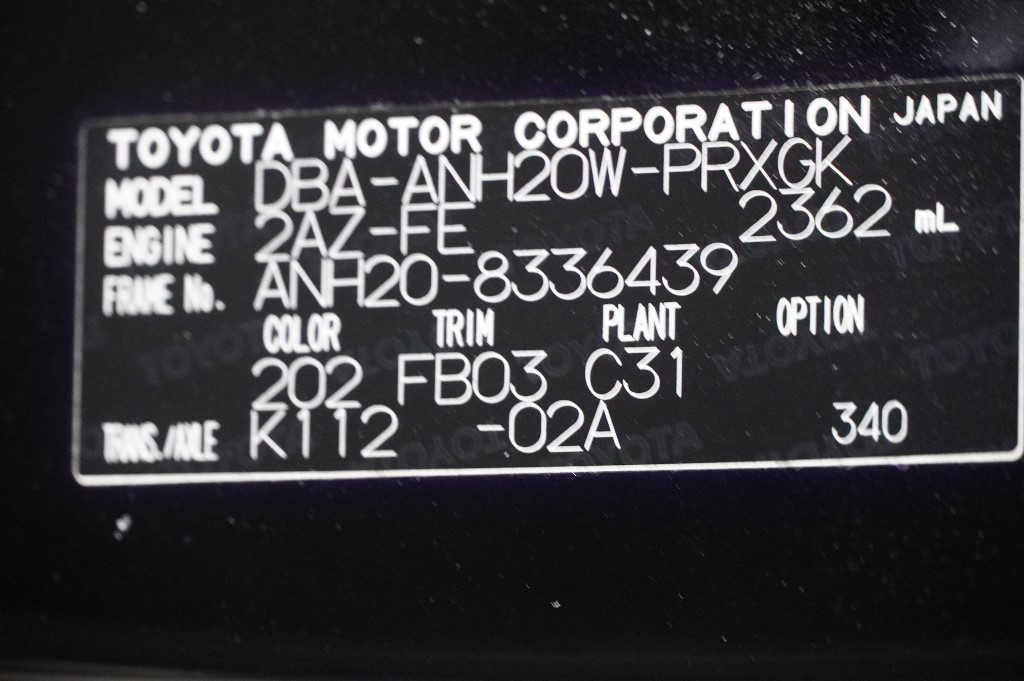 TOYOTA MOTOR CORPORATION JAPAN
MODEL DBA-ANH20W-PRXGK
ENGINE 2AZ-FE 2362 mL
FRAME No. ANH20-8336439
COLOR TRIM PLANT OPTION
202 FB03 C31
TRANS./AXLE K112 -02A 340